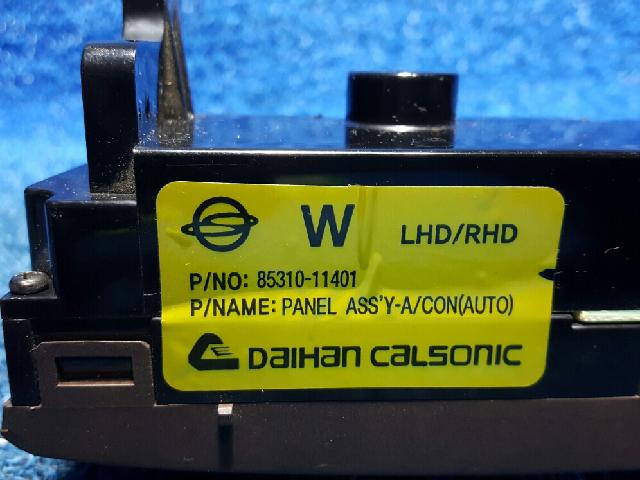 W LHD/RHD
P/NO: 85310-11401
P/NAME: PANEL ASS'Y-A/CON(AUTO)
DAIHAN CALSONIC